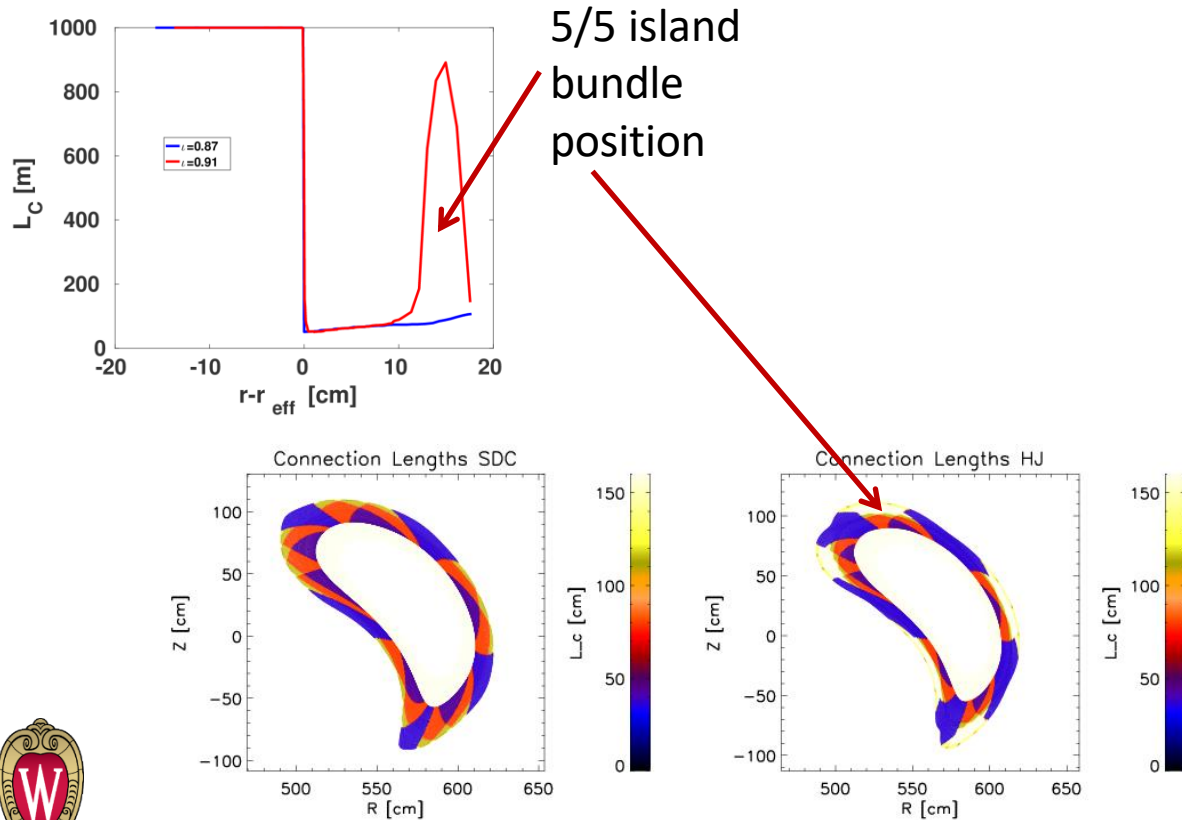 5/5 island
bundle
position
1000
800
600
400
200
0
L_C [m]
ι=0.87
ι=0.91
-20 -10 0 10 20
r-r_eff [cm]
Connection Lengths SDC
100
50
0
-50
-100
Z [cm]
500 550 600 650
R [cm]
150
100
50
0
L_c [cm]
Connection Lengths HJ
100
50
0
-50
-100
Z [cm]
500 550 600 650
R [cm]
150
100
50
0
L_c [cm]
W